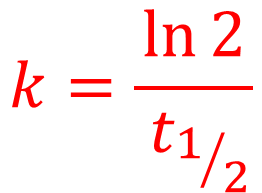 k = ln 2 / t1/2